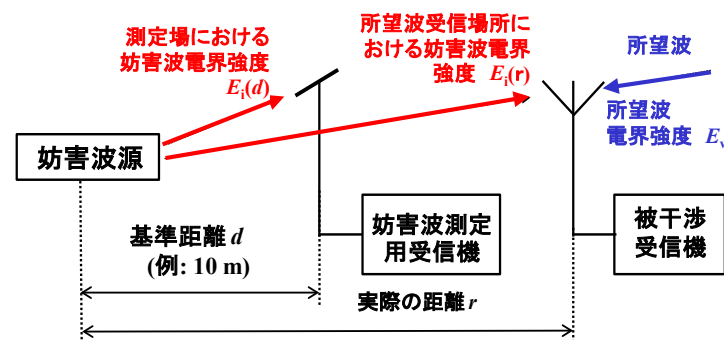 測定場における
妨害波電界強度
Ei(d)
所望波受信場所に
おける妨害波電界
強度 Ei(r)
所望波
所望波
電界強度
妨害波源
基準距離 d
(例: 10 m)
妨害波測定
用受信機
被干渉
受信機
実際の距離 r